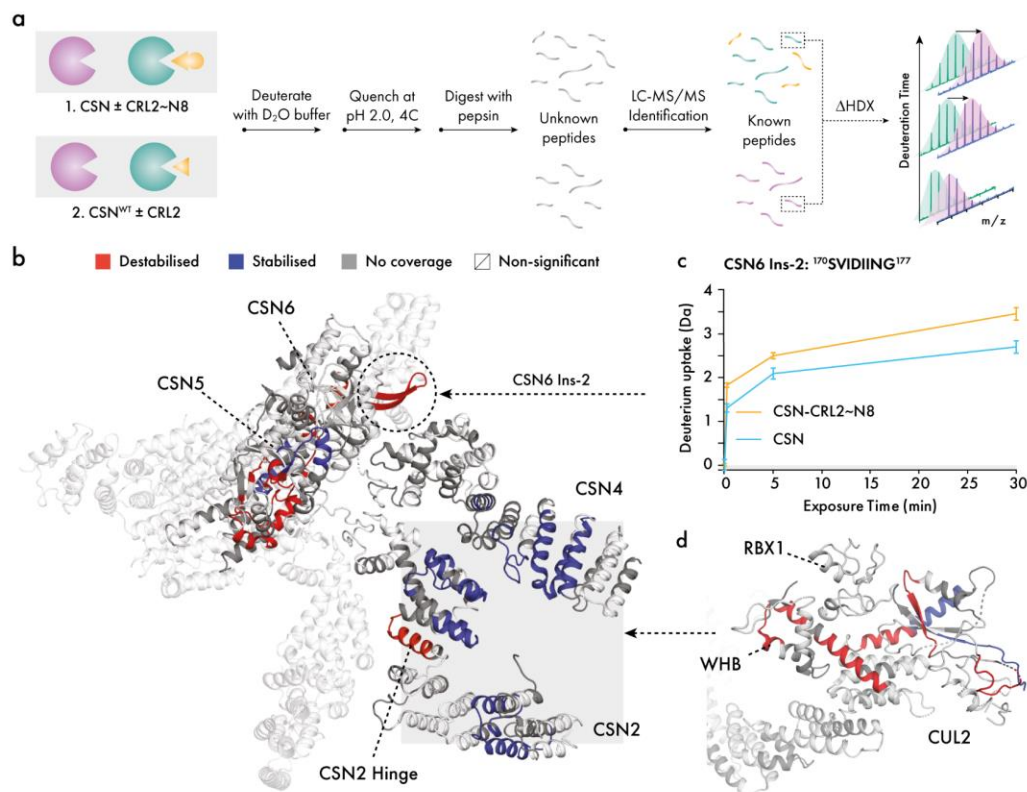 a
1. CSN ± CRL2~N8
2. CSNᵂᵀ ± CRL2
Deuterate
with D₂O buffer
Quench at
pH 2.0, 4C
Digest with
pepsin
Unknown
peptides
LC-MS/MS
Identification
Known
peptides
ΔHDX
Deuteration Time
m/z
b
Destabilised
Stabilised
No coverage
Non-significant
CSN6
CSN5
CSN6 Ins-2
CSN4
CSN2
CSN2 Hinge
c
CSN6 Ins-2: ¹⁷⁰SVIDIING¹⁷⁷
Deuterium uptake (Da)
4
3
2
1
0
CSN-CRL2~N8
CSN
0 5 10 15 20 25 30
Exposure Time (min)
d
RBX1
WHB
CUL2